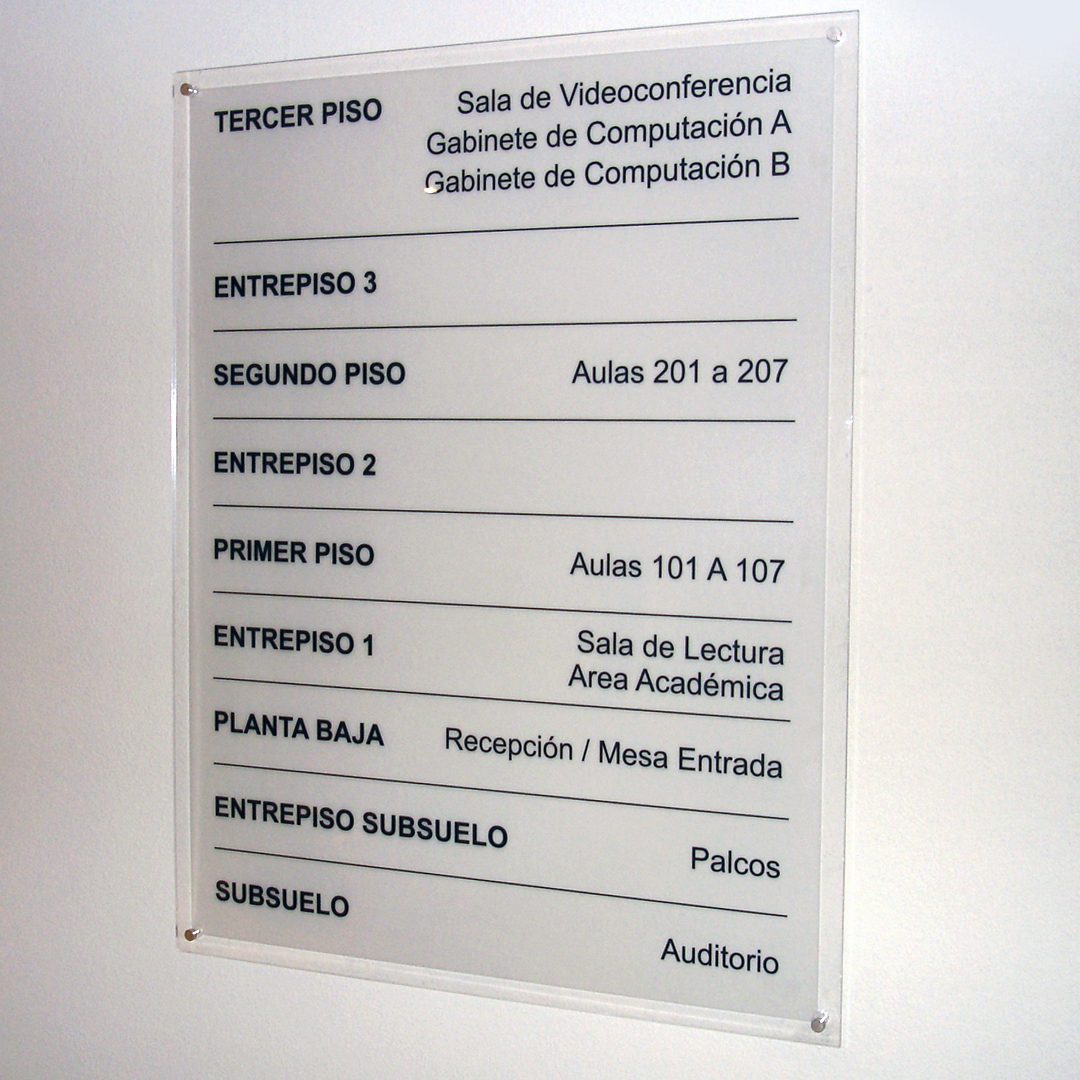 TERCER PISO Sala de Videoconferencia
Gabinete de Computación A
Gabinete de Computación B
ENTREPISO 3
SEGUNDO PISO Aulas 201 a 207
ENTREPISO 2
PRIMER PISO Aulas 101 A 107
ENTREPISO 1 Sala de Lectura
Area Académica
PLANTA BAJA Recepción / Mesa Entrada
ENTREPISO SUBSUELO Palcos
SUBSUELO Auditorio